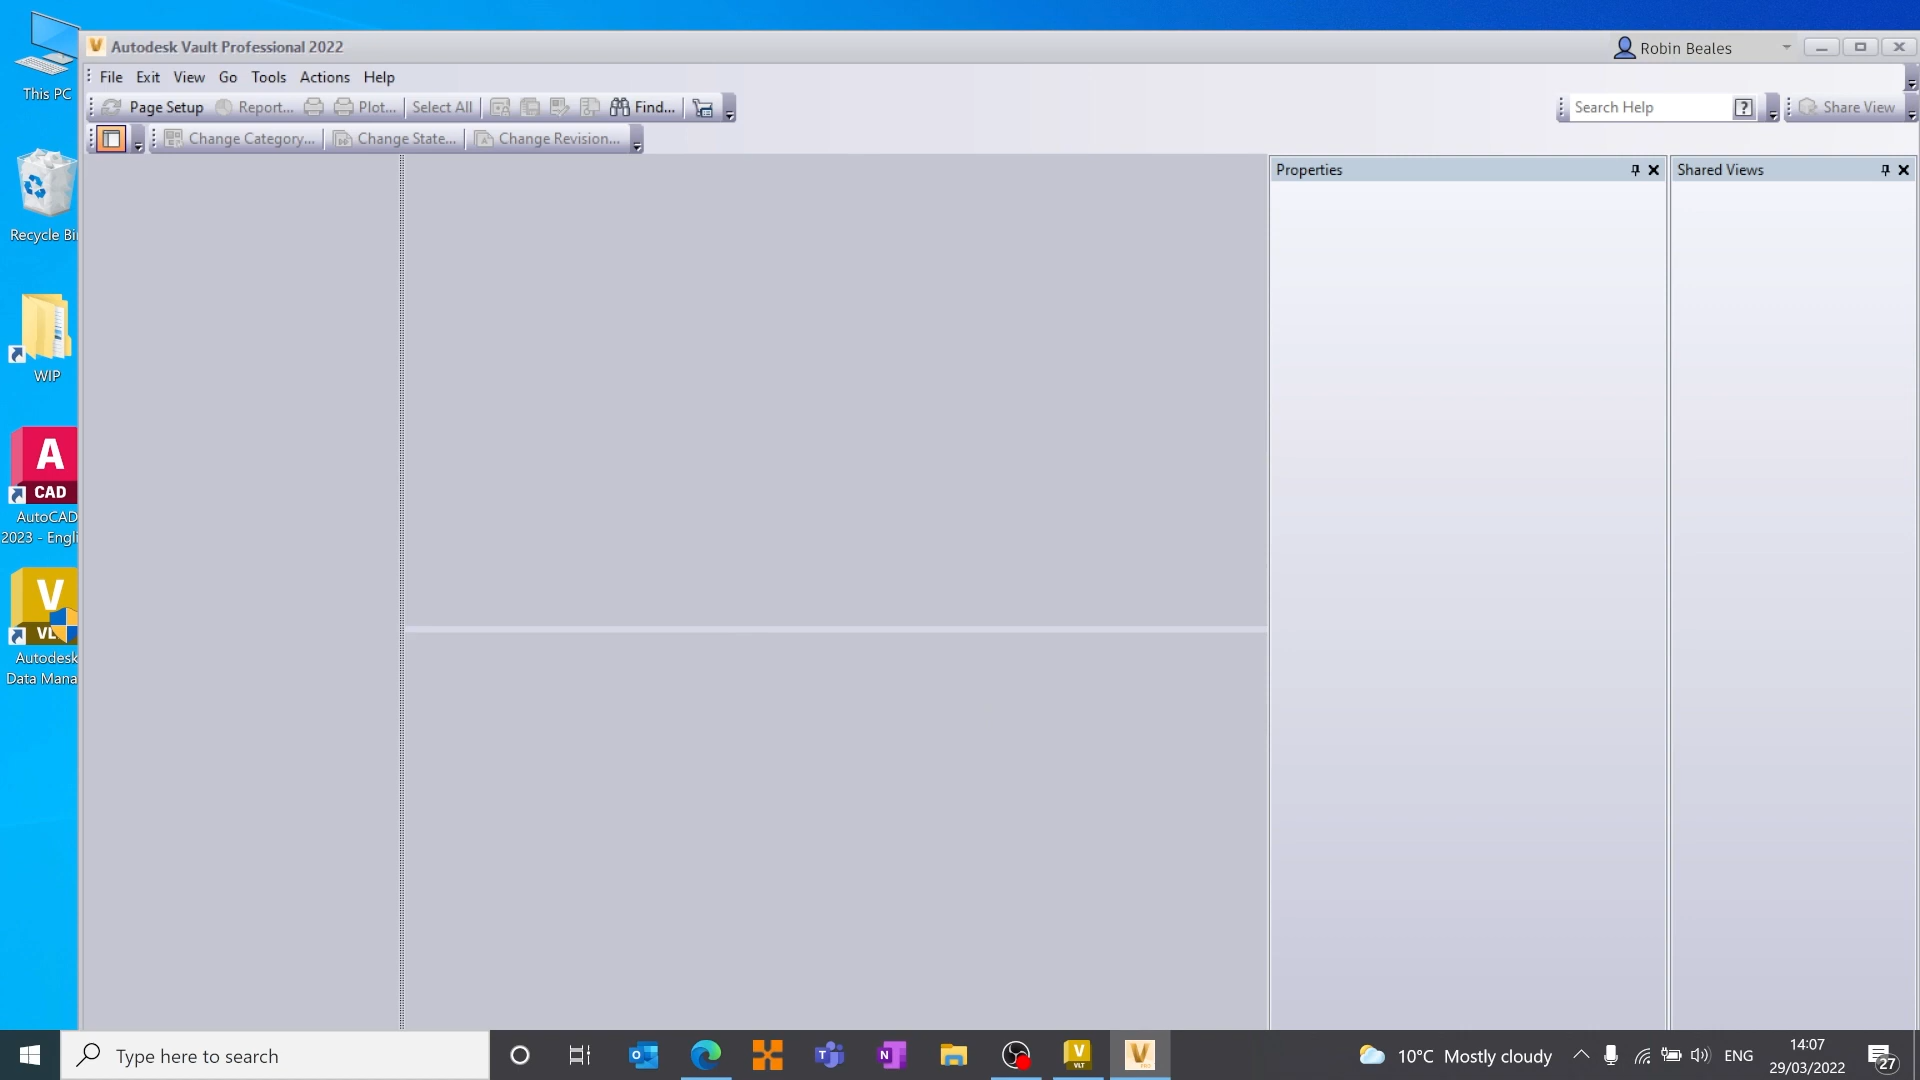 Autodesk Vault Professional 2022
Robin Beales
File Exit View Go Tools Actions Help
Page Setup Report... Plot... Select All Find... Search Help ? Share View
Change Category... Change State... Change Revision...
Properties
Shared Views
This PC
Recycle Bi
WIP
A
CAD
AutoCAD
2023 - Engli
V
VL
Autodesk
Data Mana
Type here to search
10°C Mostly cloudy
ENG
14:07
29/03/2022
27